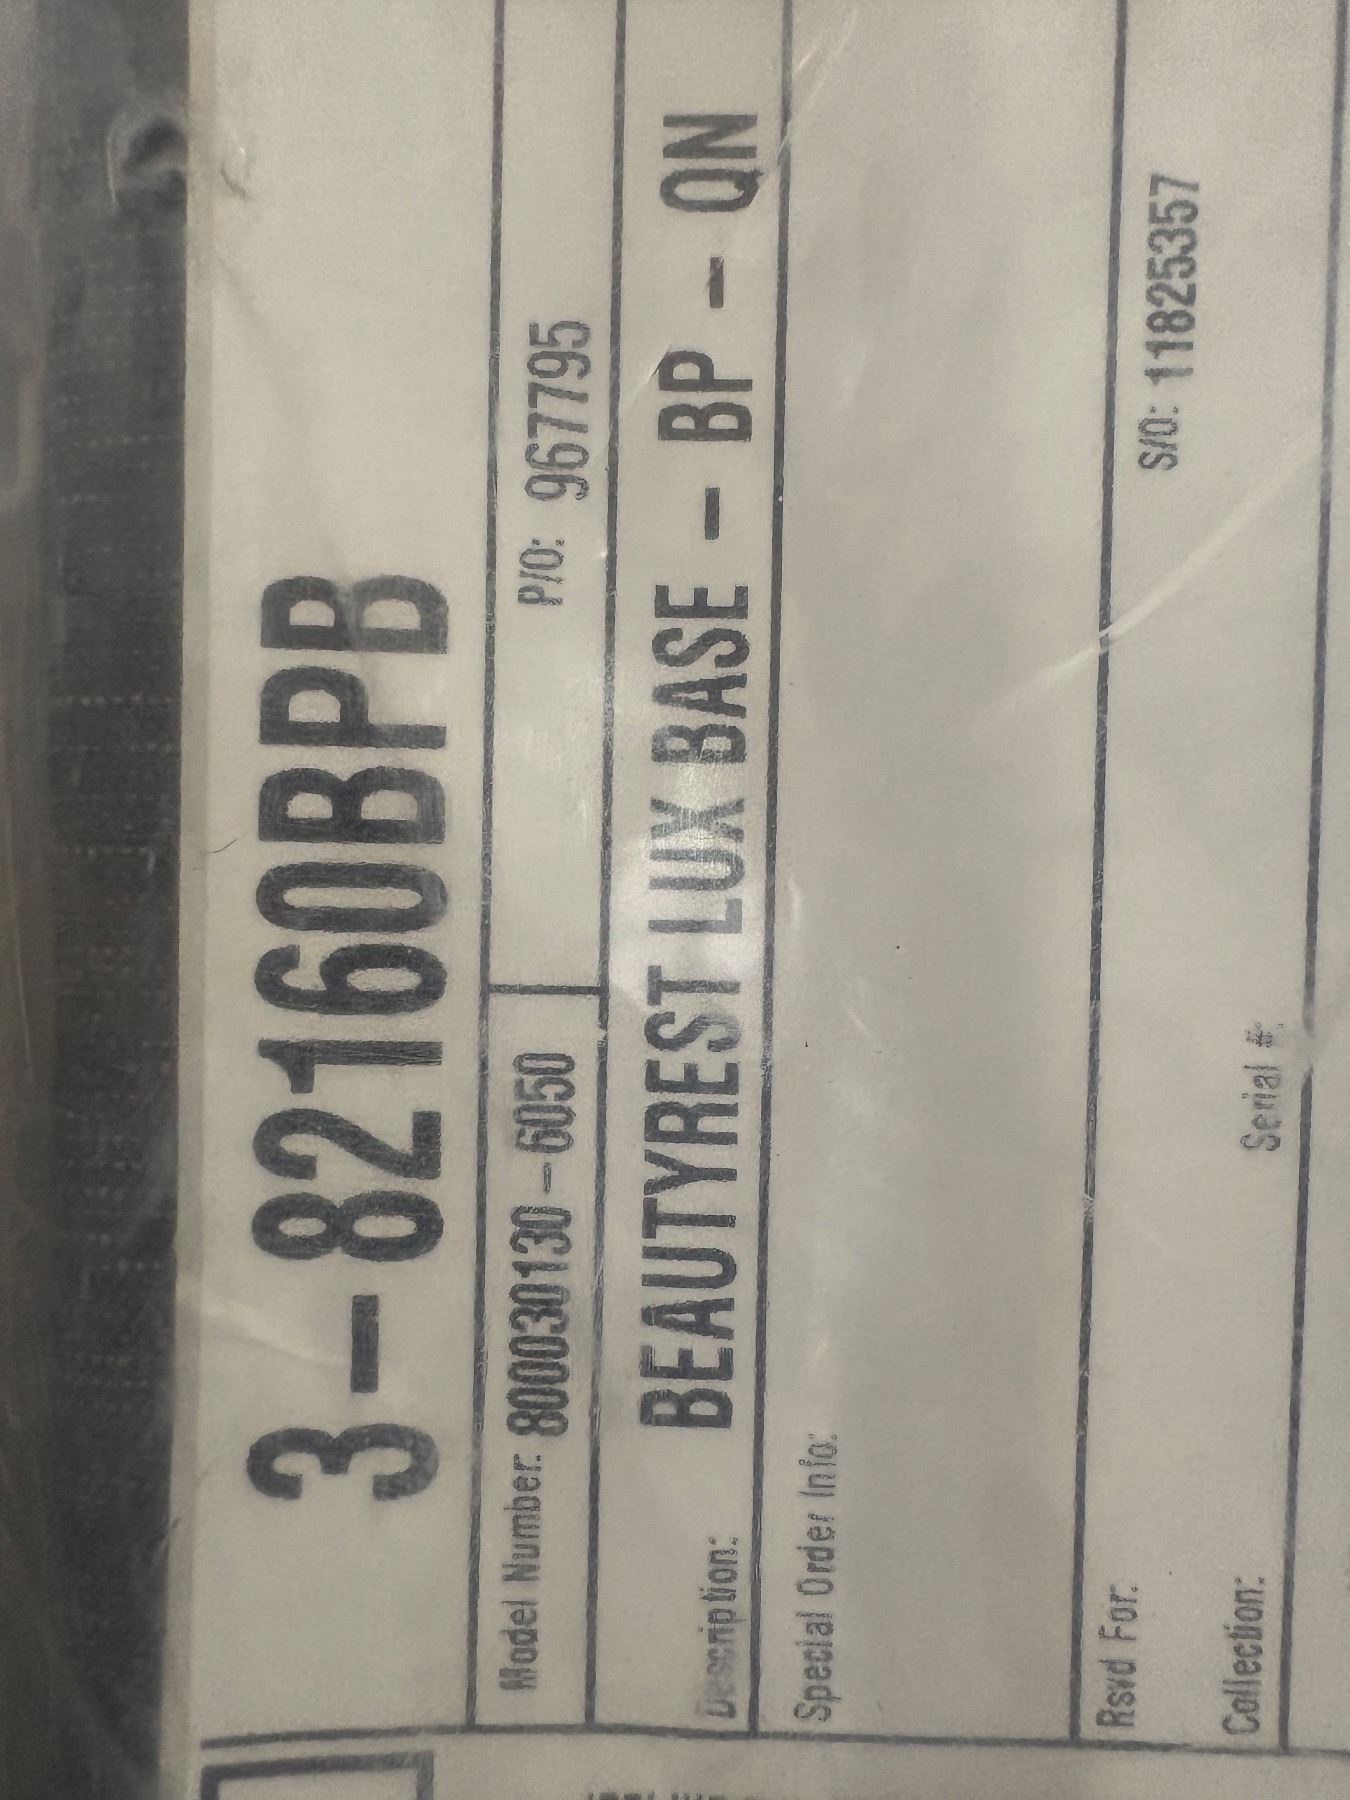 3-82160BPB
Model Number: 800030130-6050 P/O: 967795
Description: BEAUTYREST LUX BASE - BP - QN
Special Order Info:
Rsvd For: S/O: 11825357
Collection: Serial #: